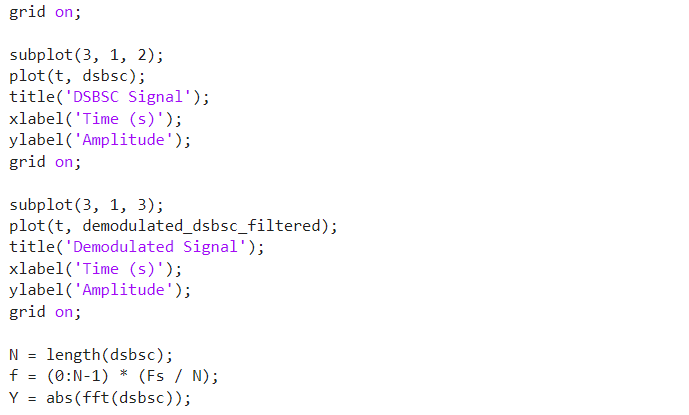 grid on;
subplot(3, 1, 2);
plot(t, dsbsc);
title('DSBSC Signal');
xlabel('Time (s)');
ylabel('Amplitude');
grid on;
subplot(3, 1, 3);
plot(t, demodulated_dsbsc_filtered);
title('Demodulated Signal');
xlabel('Time (s)');
ylabel('Amplitude');
grid on;
N = length(dsbsc);
f = (0:N-1) * (Fs / N);
Y = abs(fft(dsbsc));